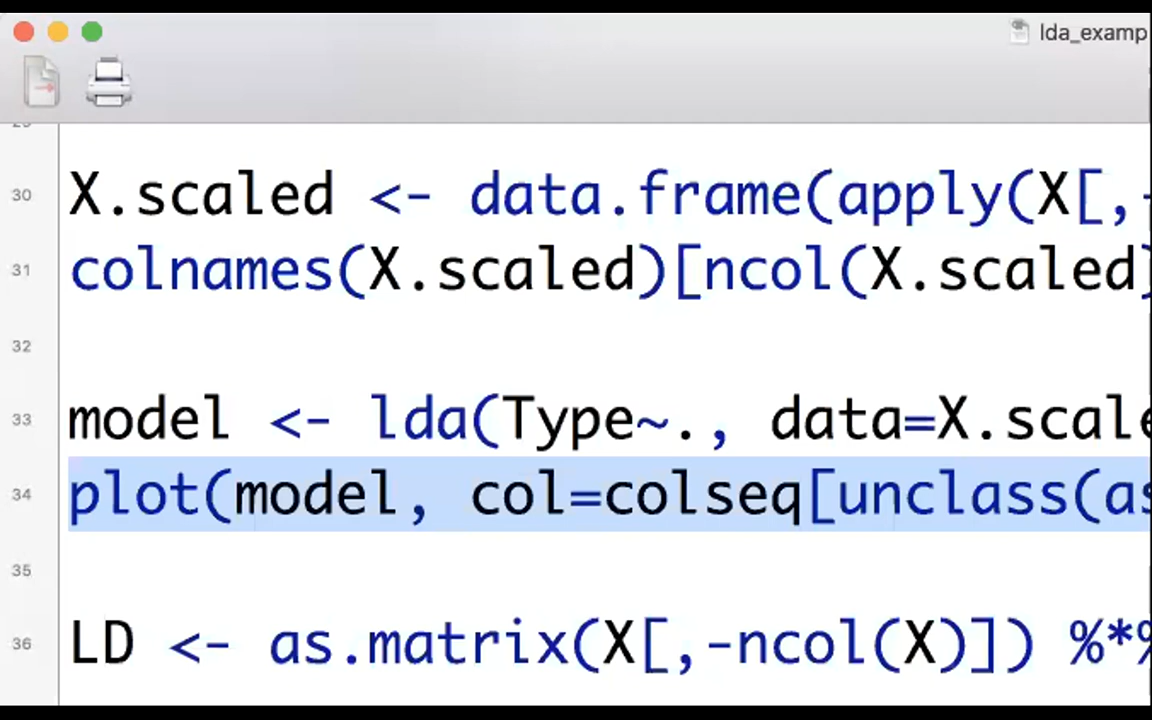 lda_examp
30 X.scaled <- data.frame(apply(X[,-
31 colnames(X.scaled)[ncol(X.scaled)
32
33 model <- lda(Type~., data=X.scale
34 plot(model, col=colseq[unclass(as
35
36 LD <- as.matrix(X[,-ncol(X)]) %*%